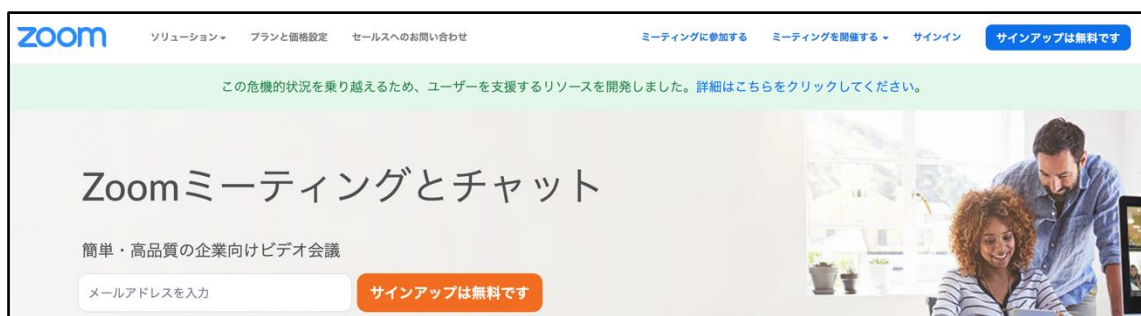 zoom ソリューション プランと価格設定 セールスへのお問い合わせ ミーティングに参加する ミーティングを開催する サインイン サインアップは無料です
この危機的状況を乗り越えるため、ユーザーを支援するリソースを開発しました。詳細はこちらをクリックしてください。
Zoomミーティングとチャット
簡単・高品質の企業向けビデオ会議
メールアドレスを入力 サインアップは無料です